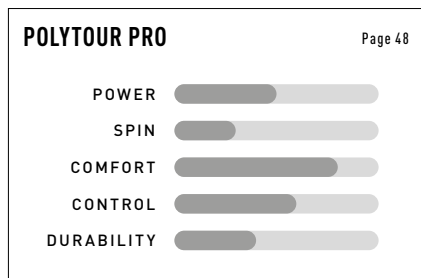 POLYTOUR PRO Page 48
POWER
SPIN
COMFORT
CONTROL
DURABILITY